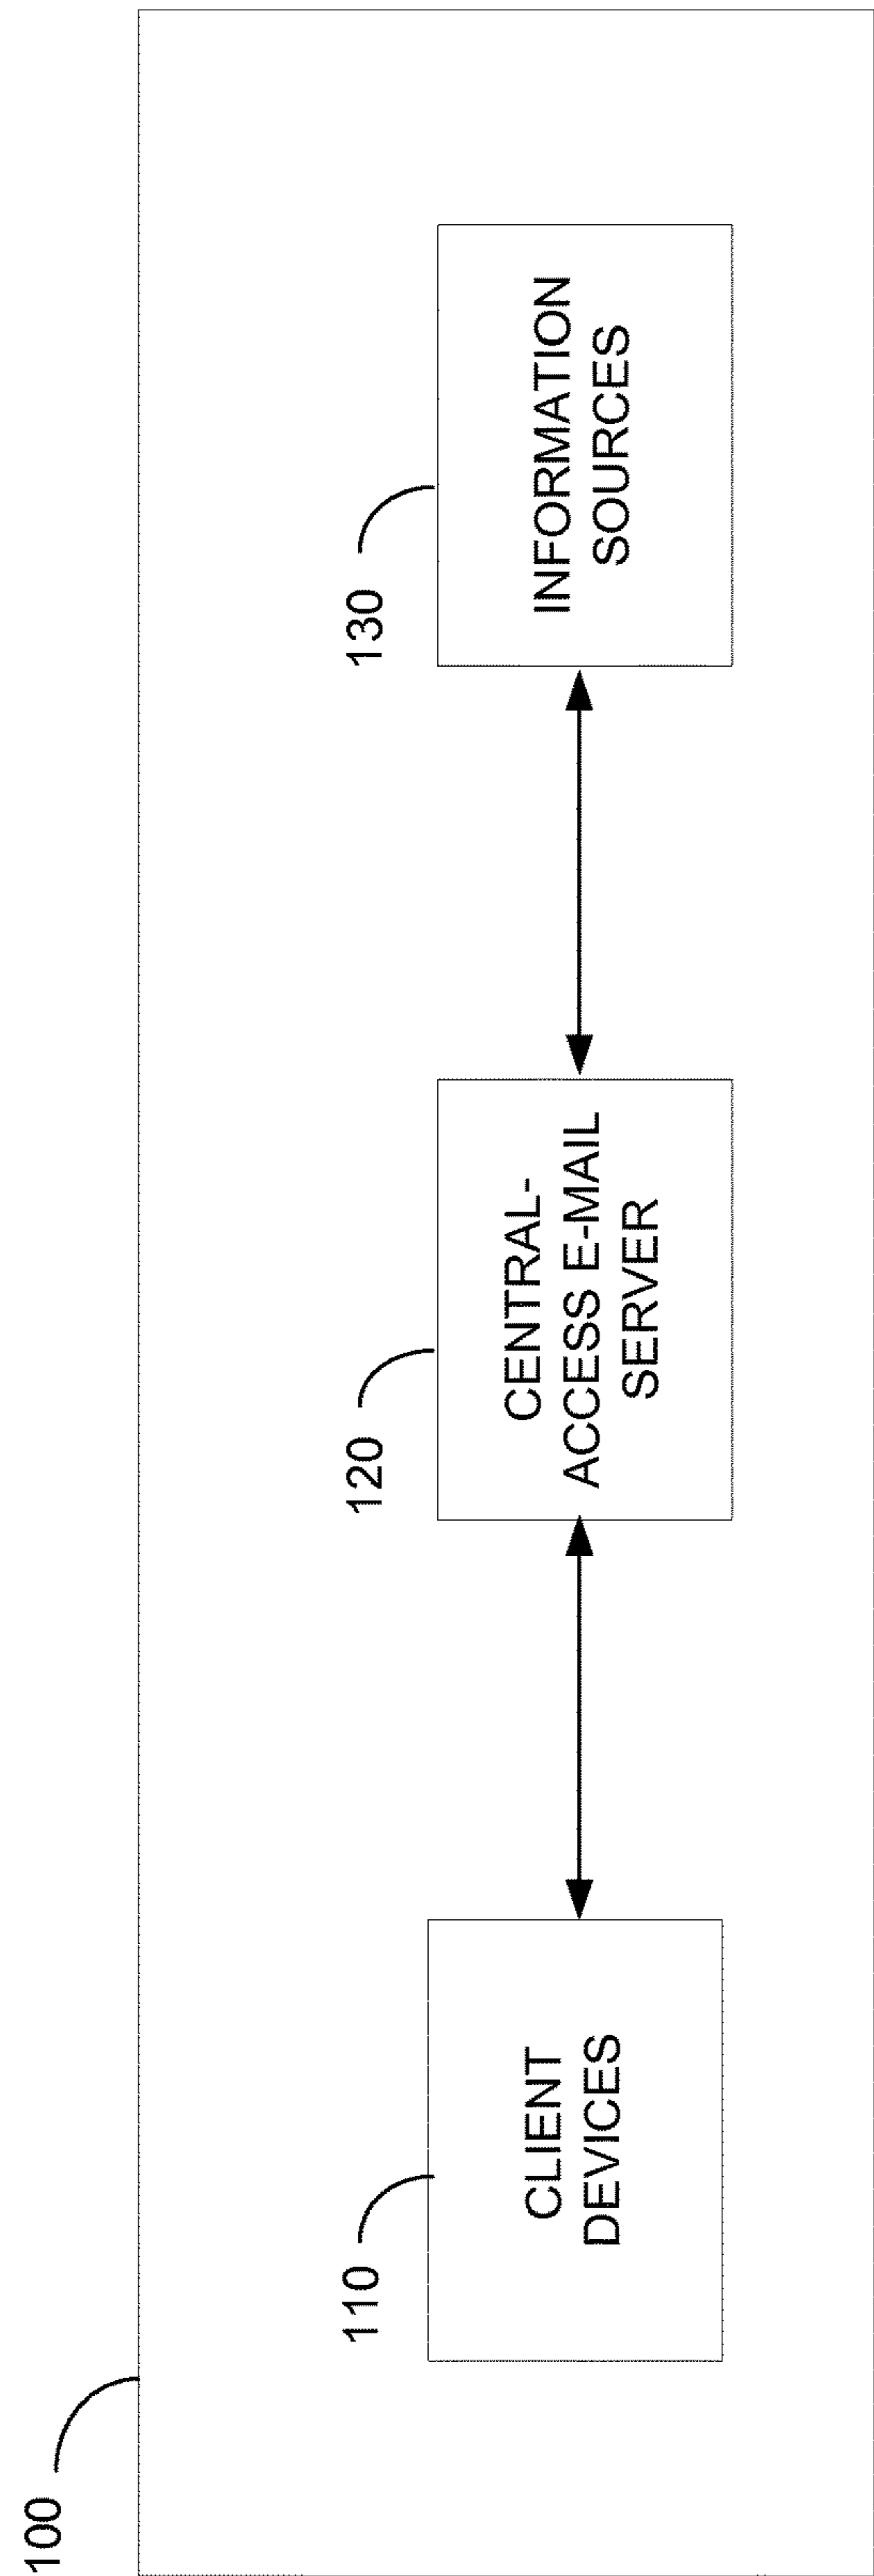 100
110
CLIENT
DEVICES
120
CENTRAL-
ACCESS E-MAIL
SERVER
130
INFORMATION
SOURCES